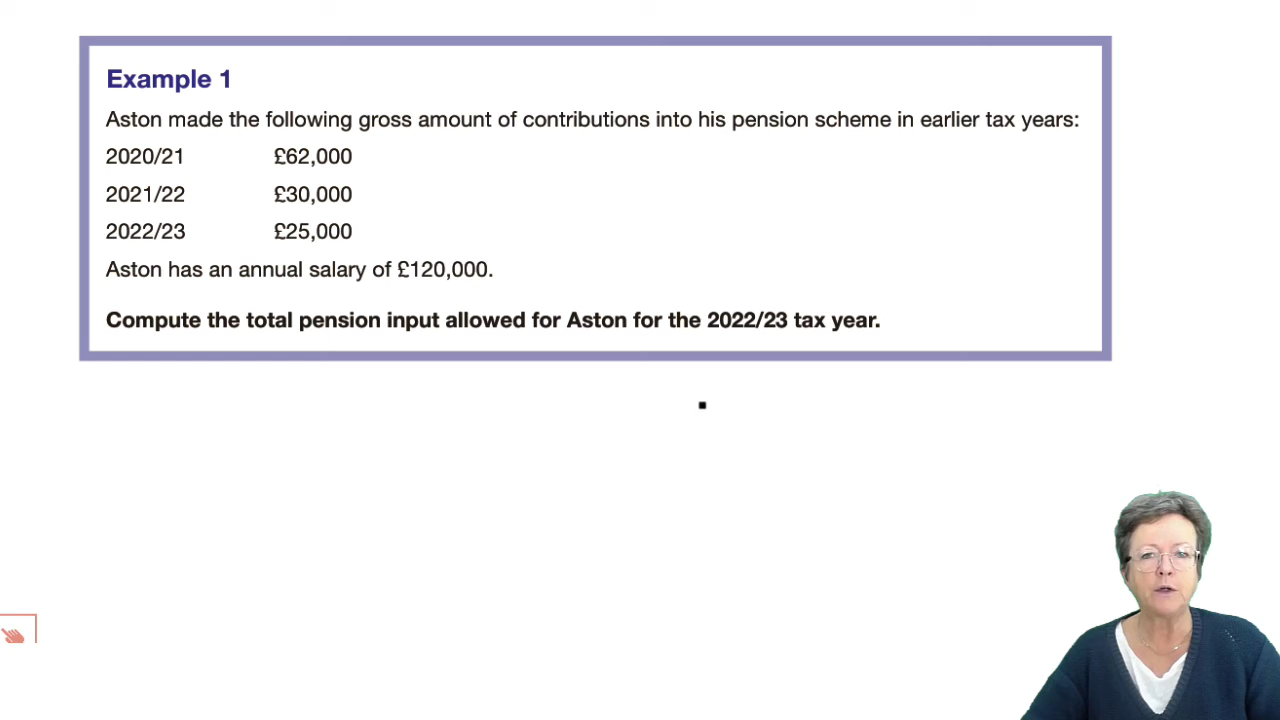 Example 1
Aston made the following gross amount of contributions into his pension scheme in earlier tax years:
2020/21 £62,000
2021/22 £30,000
2022/23 £25,000
Aston has an annual salary of £120,000.
Compute the total pension input allowed for Aston for the 2022/23 tax year.